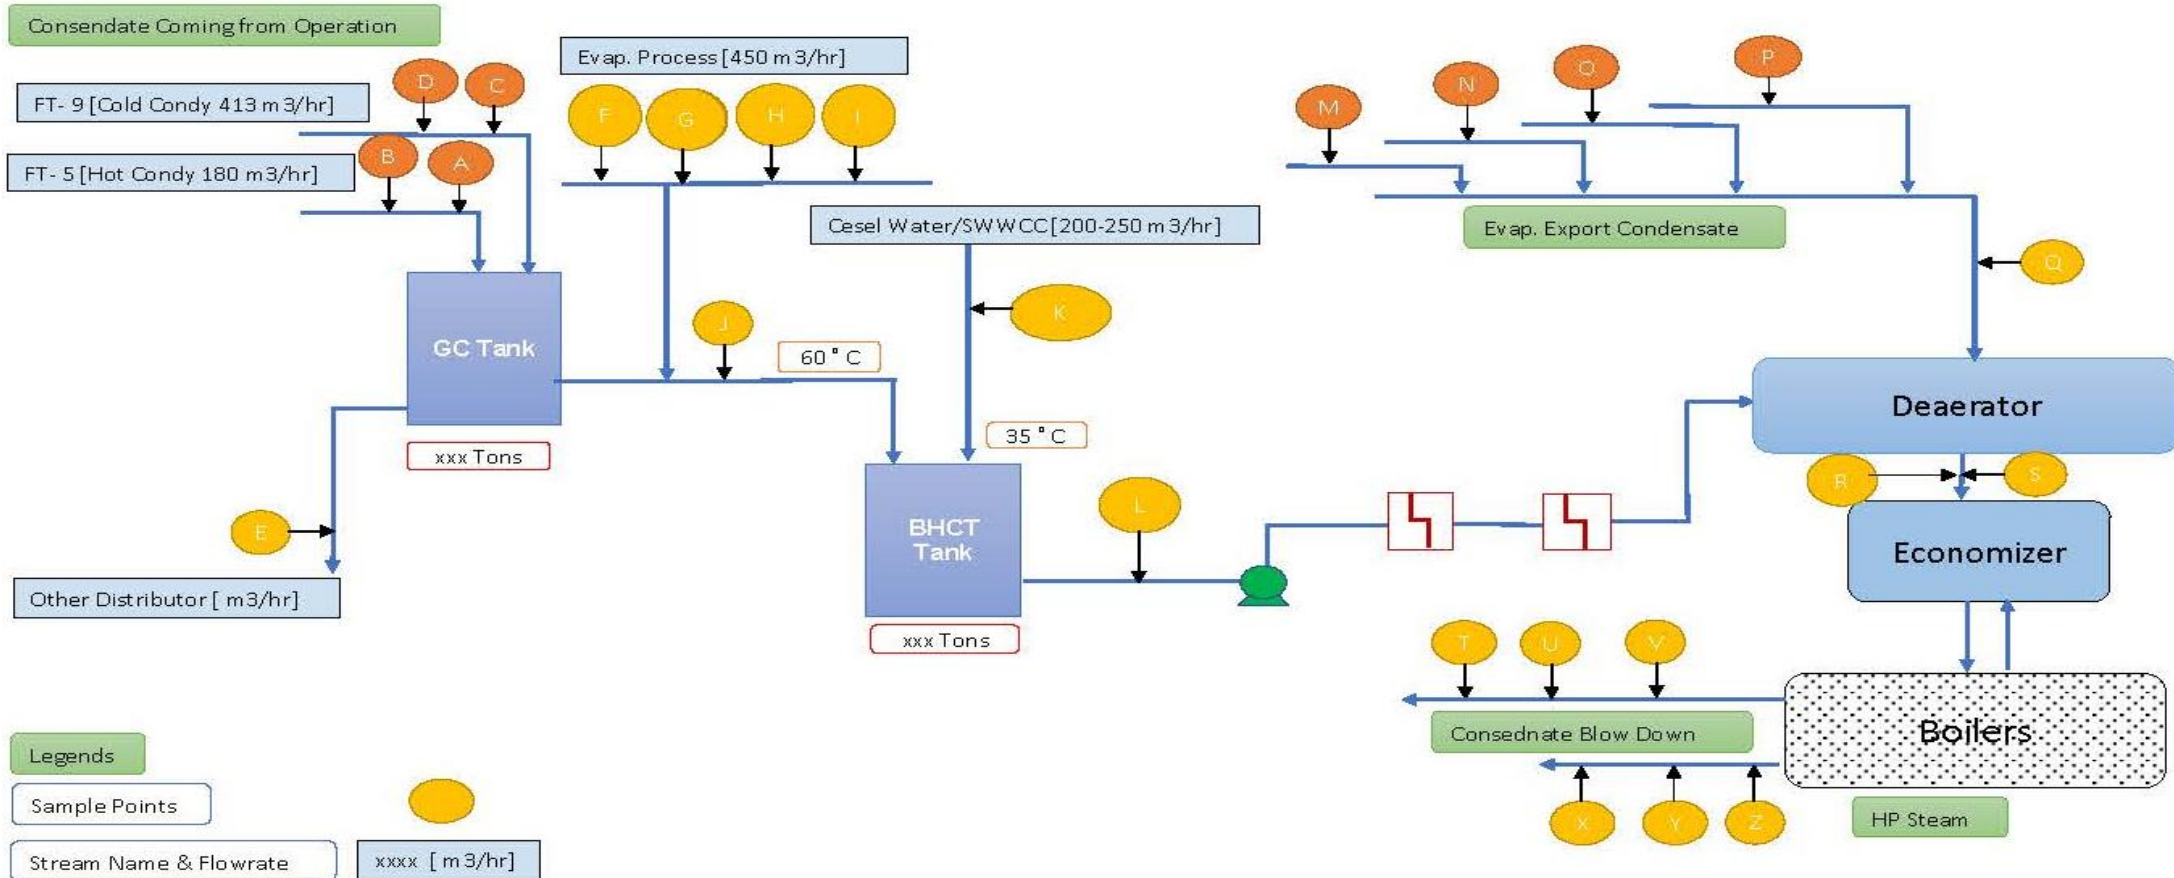 Consendate Coming from Operation
Evap. Process [450 m3/hr]
FT- 9 [Cold Condy 413 m3/hr]
D
C
FT- 5 [Hot Condy 180 m3/hr]
B
A
F
G
H
I
M
N
O
P
Cesel Water/SWWCC[200-250 m3/hr]
Evap. Export Condensate
Q
K
J
GC Tank
60°C
35°C
xxx Tons
Deaerator
E
L
R
S
BHCT
Tank
Economizer
Other Distributor [ m3/hr]
xxx Tons
T
U
V
Consednate Blow Down
Boilers
X
Y
Z
HP Steam
Legends
Sample Points
Stream Name & Flowrate
xxxx [ m3/hr]